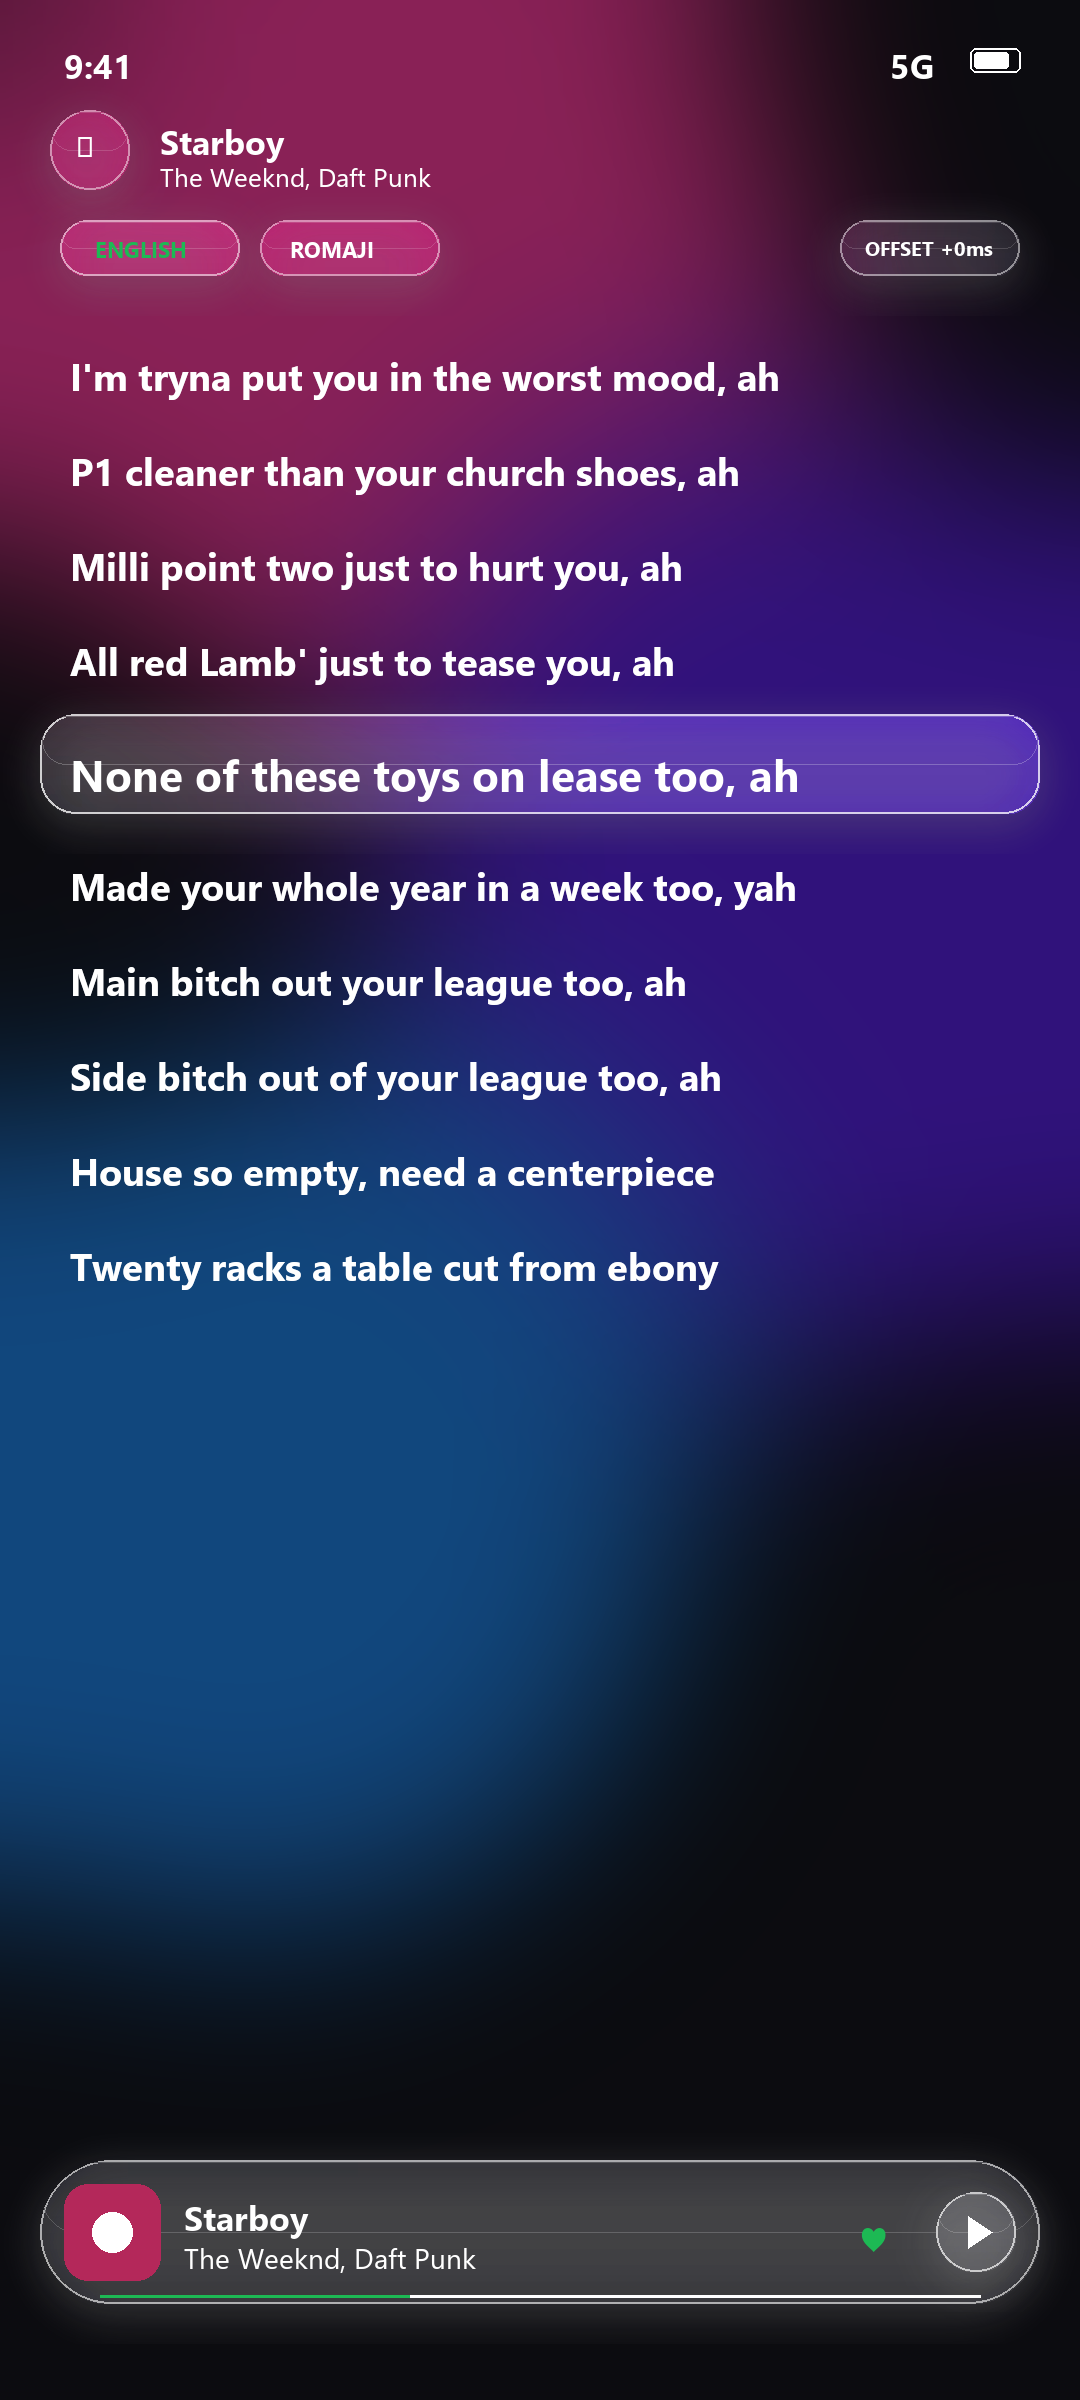 9:41
5G
Starboy
The Weeknd, Daft Punk
ENGLISH
ROMAJI
OFFSET +0ms
I'm tryna put you in the worst mood, ah
P1 cleaner than your church shoes, ah
Milli point two just to hurt you, ah
All red Lamb' just to tease you, ah
None of these toys on lease too, ah
Made your whole year in a week too, yah
Main bitch out your league too, ah
Side bitch out of your league too, ah
House so empty, need a centerpiece
Twenty racks a table cut from ebony
Starboy
The Weeknd, Daft Punk